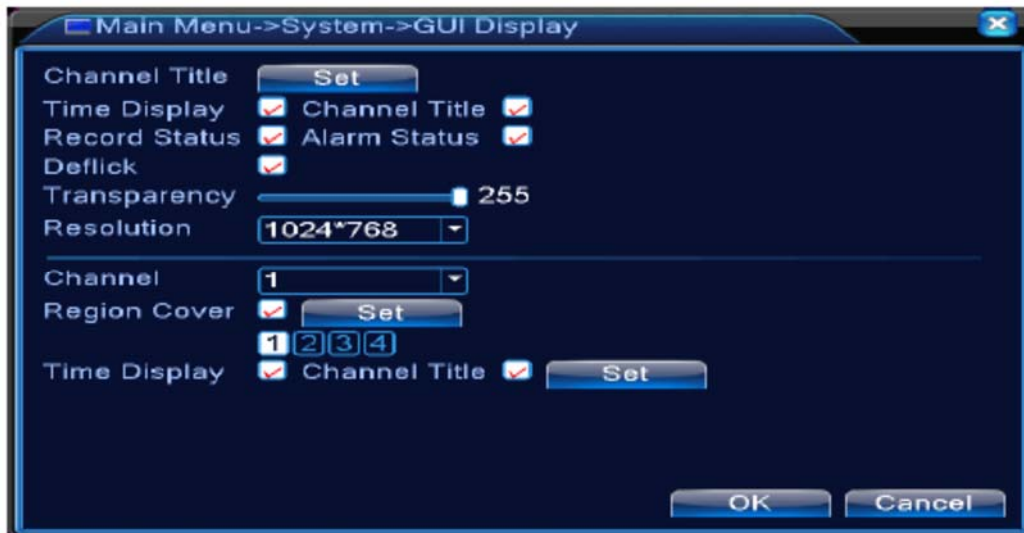 Main Menu->System->GUI Display
Channel Title Set
Time Display Channel Title
Record Status Alarm Status
Deflick
Transparency 255
Resolution 1024*768
Channel 1
Region Cover Set
1 2 3 4
Time Display Channel Title Set
OK Cancel